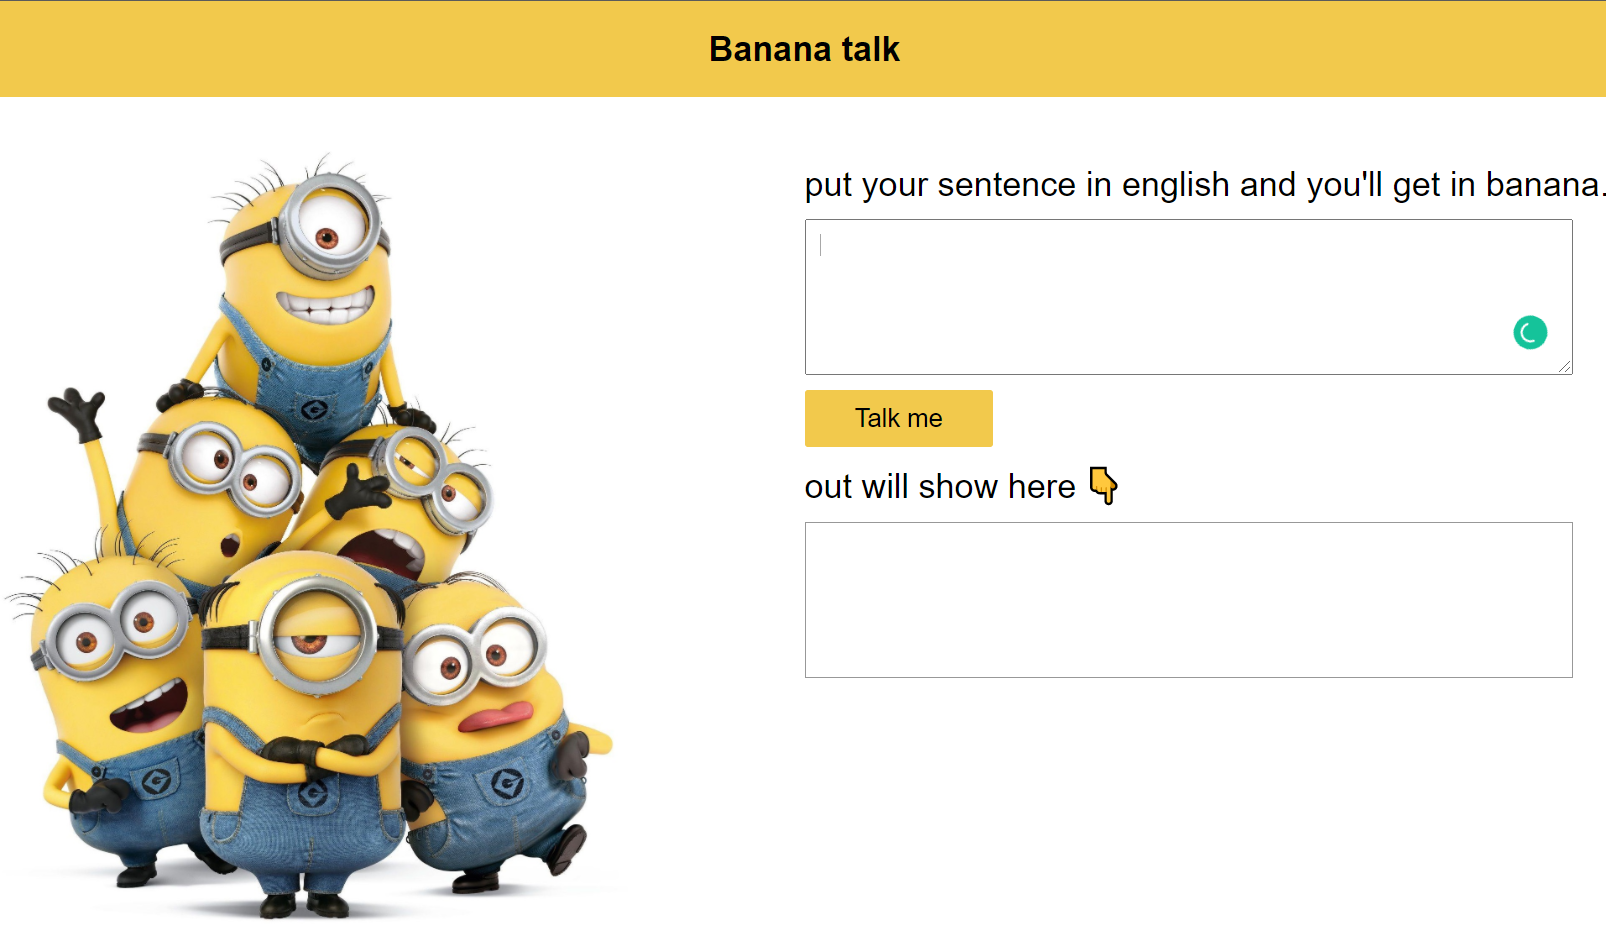 Banana talk
put your sentence in english and you'll get in banana.
Talk me
out will show here 👇